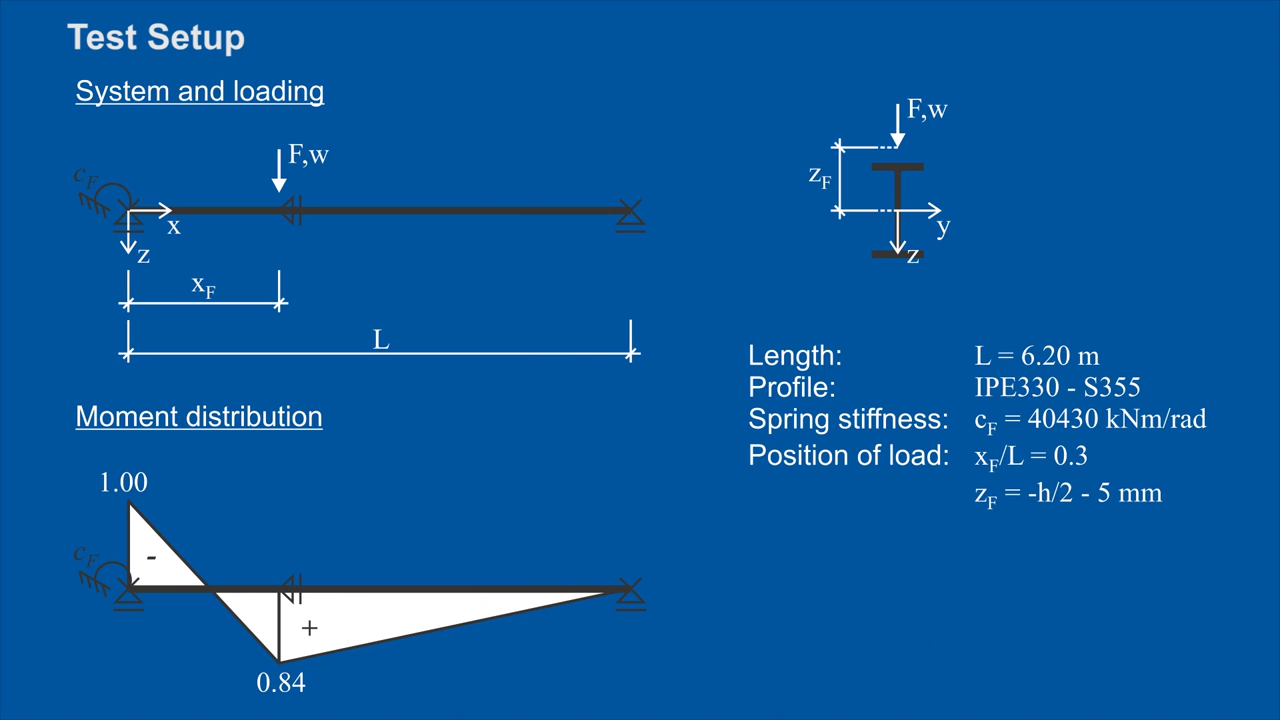 Test Setup
System and loading
F,w
c_F
x
z
x_F
L
F,w
z_F
y
z
Length: L = 6.20 m
Profile: IPE330 - S355
Spring stiffness: c_F = 40430 kNm/rad
Position of load: x_F/L = 0.3
z_F = -h/2 - 5 mm
Moment distribution
1.00
c_F
-
+
0.84